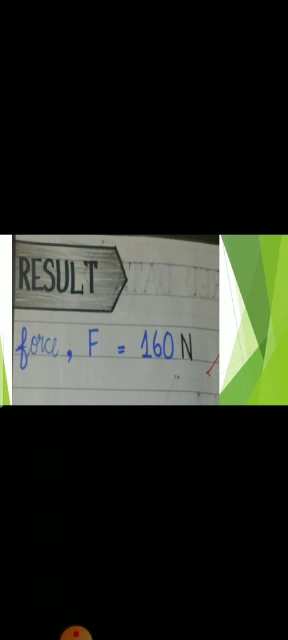 RESULT
force, F = 160 N